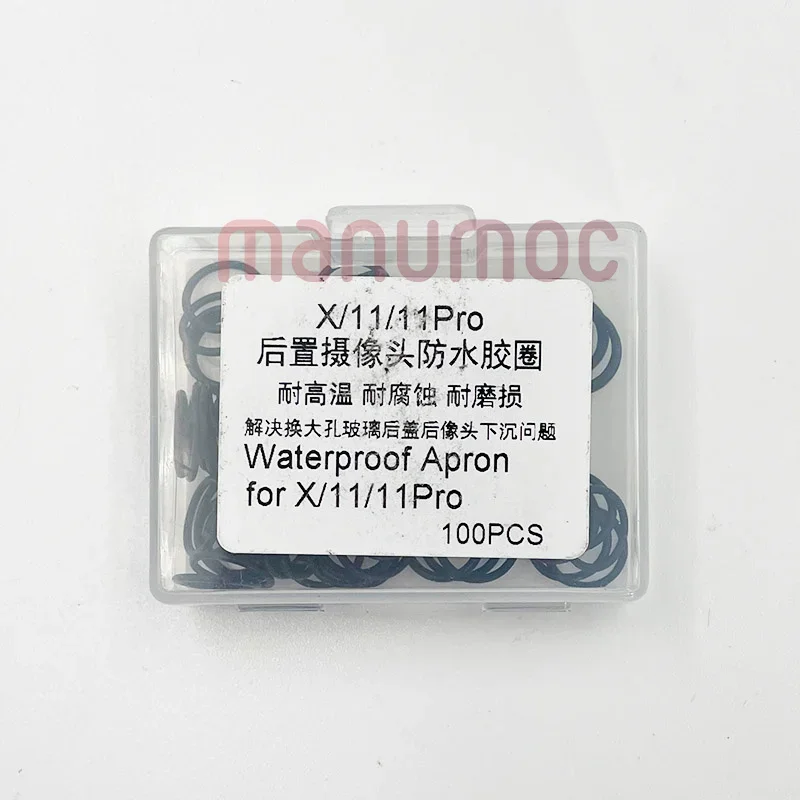 manumoc
X/11/11Pro
后置摄像头防水胶圈
耐高温 耐腐蚀 耐磨损
解决换大孔玻璃后盖后像头下沉问题
Waterproof Apron
for X/11/11Pro
100PCS